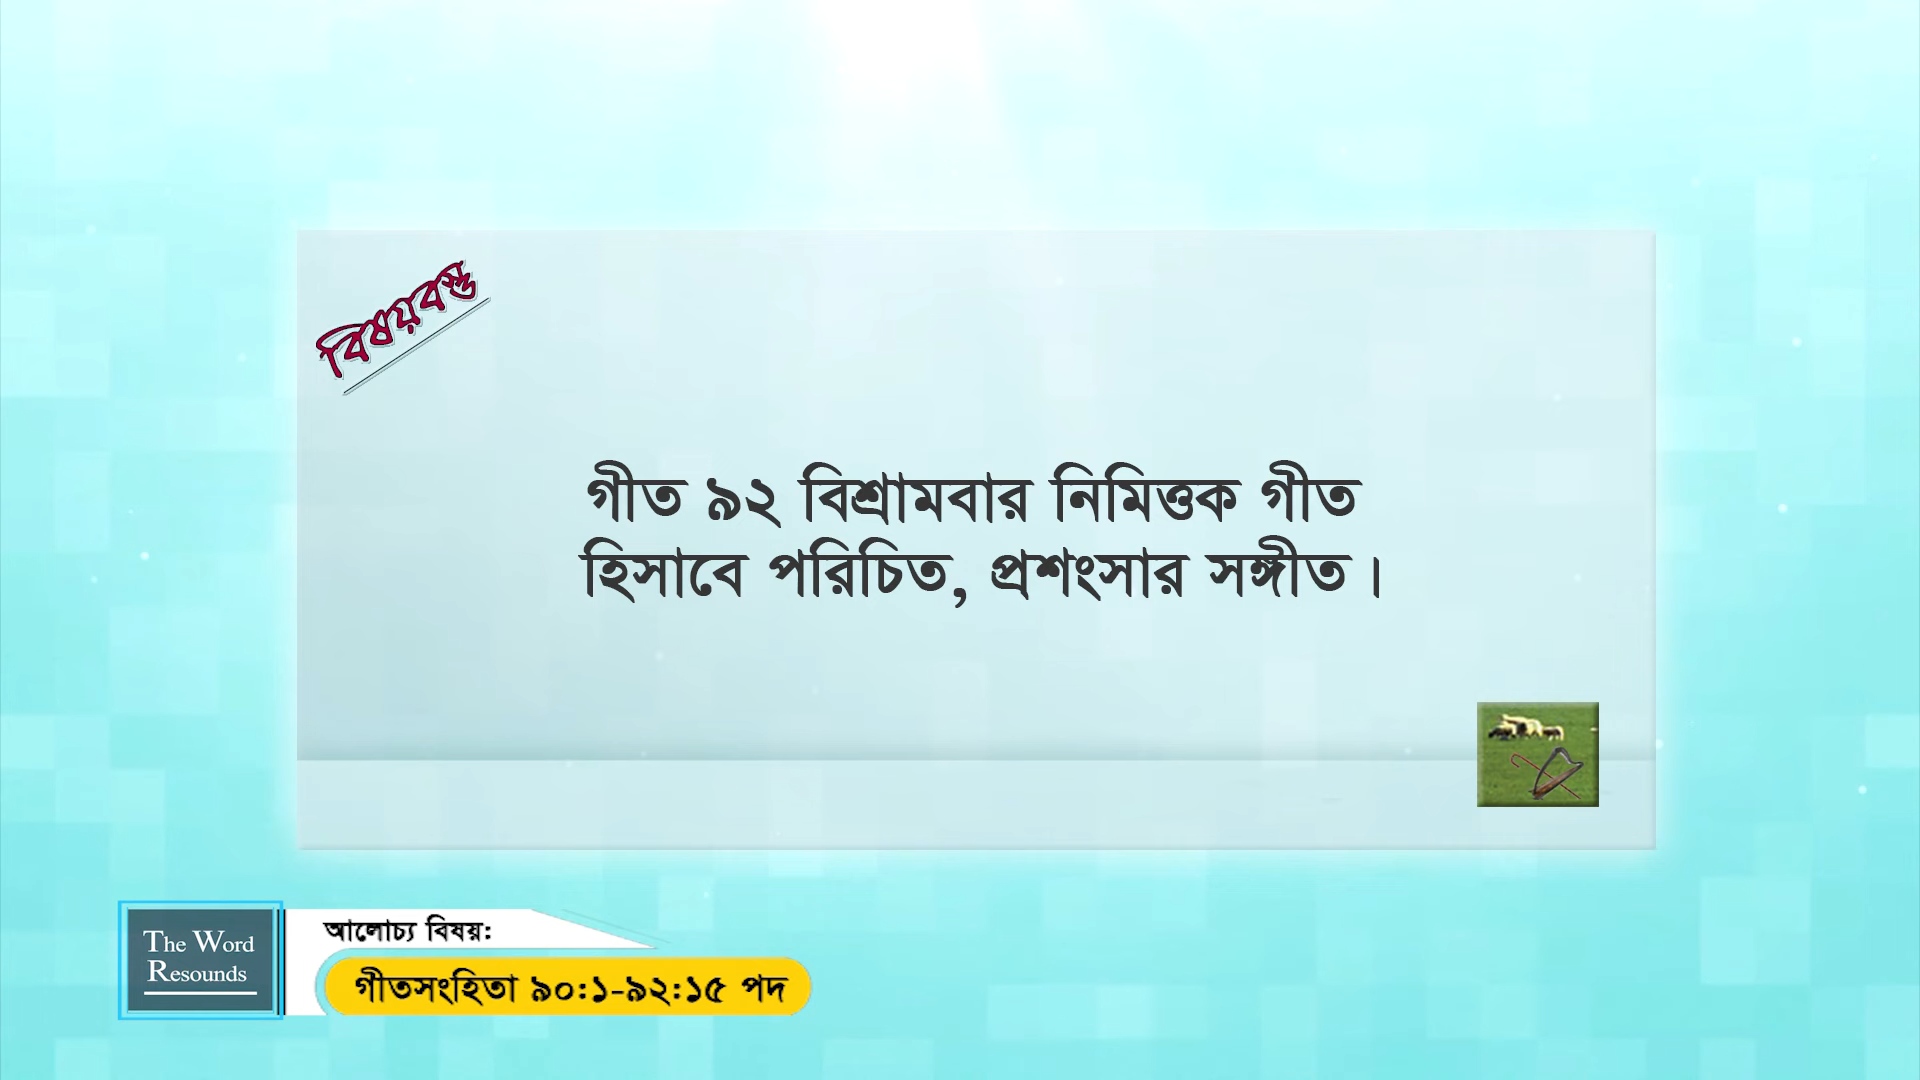 বিষয়বস্তু
গীত ৯২ বিশ্রামবার নিমিত্তক গীত
হিসাবে পরিচিত, প্রশংসার সঙ্গীত।
The Word
Resounds
আলোচ্য বিষয়:
গীতসংহিতা ৯০:১-৯২:১৫ পদ